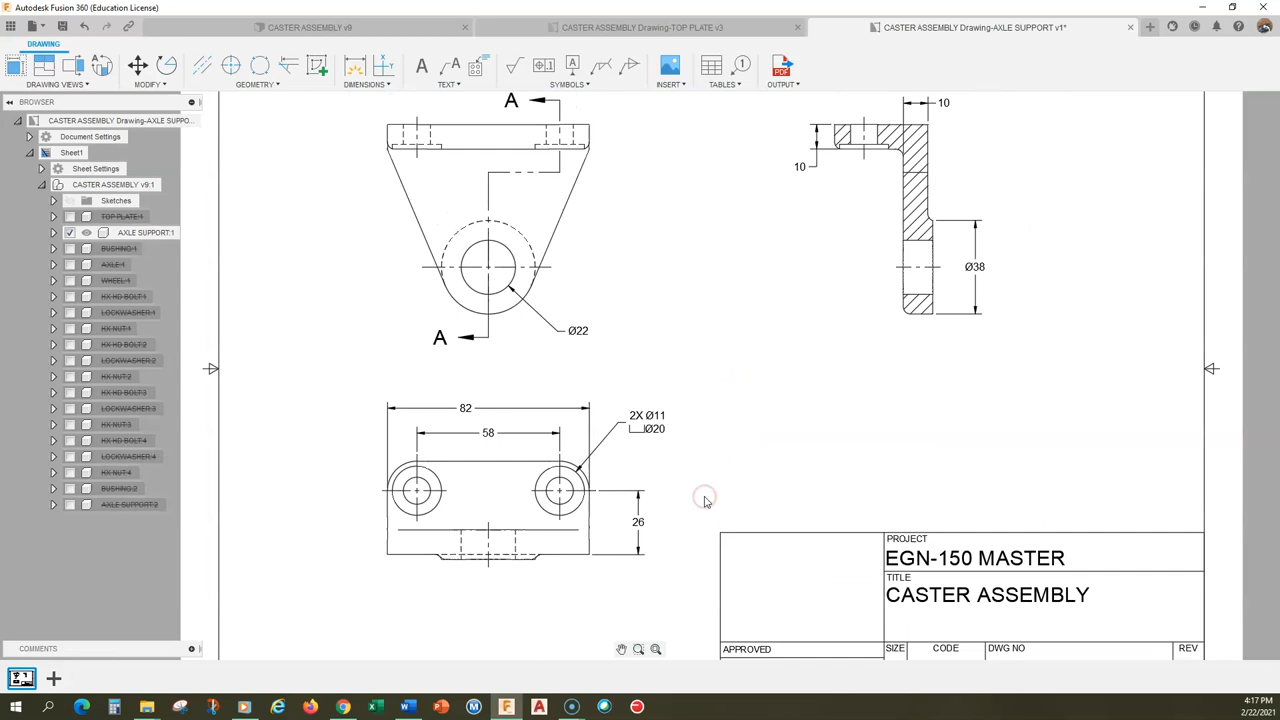 Autodesk Fusion 360 (Education License)
CASTER ASSEMBLY v9
CASTER ASSEMBLY Drawing-TOP PLATE v3
CASTER ASSEMBLY Drawing-AXLE SUPPORT v1*
DRAWING
DRAWING VIEWS
MODIFY
GEOMETRY
DIMENSIONS
TEXT
SYMBOLS
INSERT
TABLES
OUTPUT
PDF
BROWSER
CASTER ASSEMBLY Drawing-AXLE SUPPO...
Document Settings
Sheet1
Sheet Settings
CASTER ASSEMBLY v9:1
Sketches
TOP PLATE:1
AXLE SUPPORT:1
BUSHING:1
AXLE:1
WHEEL:1
HX HD BOLT:1
LOCKWASHER:1
HX NUT:1
HX HD BOLT:2
LOCKWASHER:2
HX NUT:2
HX HD BOLT:3
LOCKWASHER:3
HX NUT:3
HX HD BOLT:4
LOCKWASHER:4
HX NUT:4
BUSHING:2
AXLE SUPPORT:2
A
A
Ø22
10
10
Ø38
82
58
2X Ø11
⌴Ø20
26
PROJECT
EGN-150 MASTER
TITLE
CASTER ASSEMBLY
APPROVED
SIZE
CODE
DWG NO
REV
COMMENTS
4:17 PM
2/22/2021